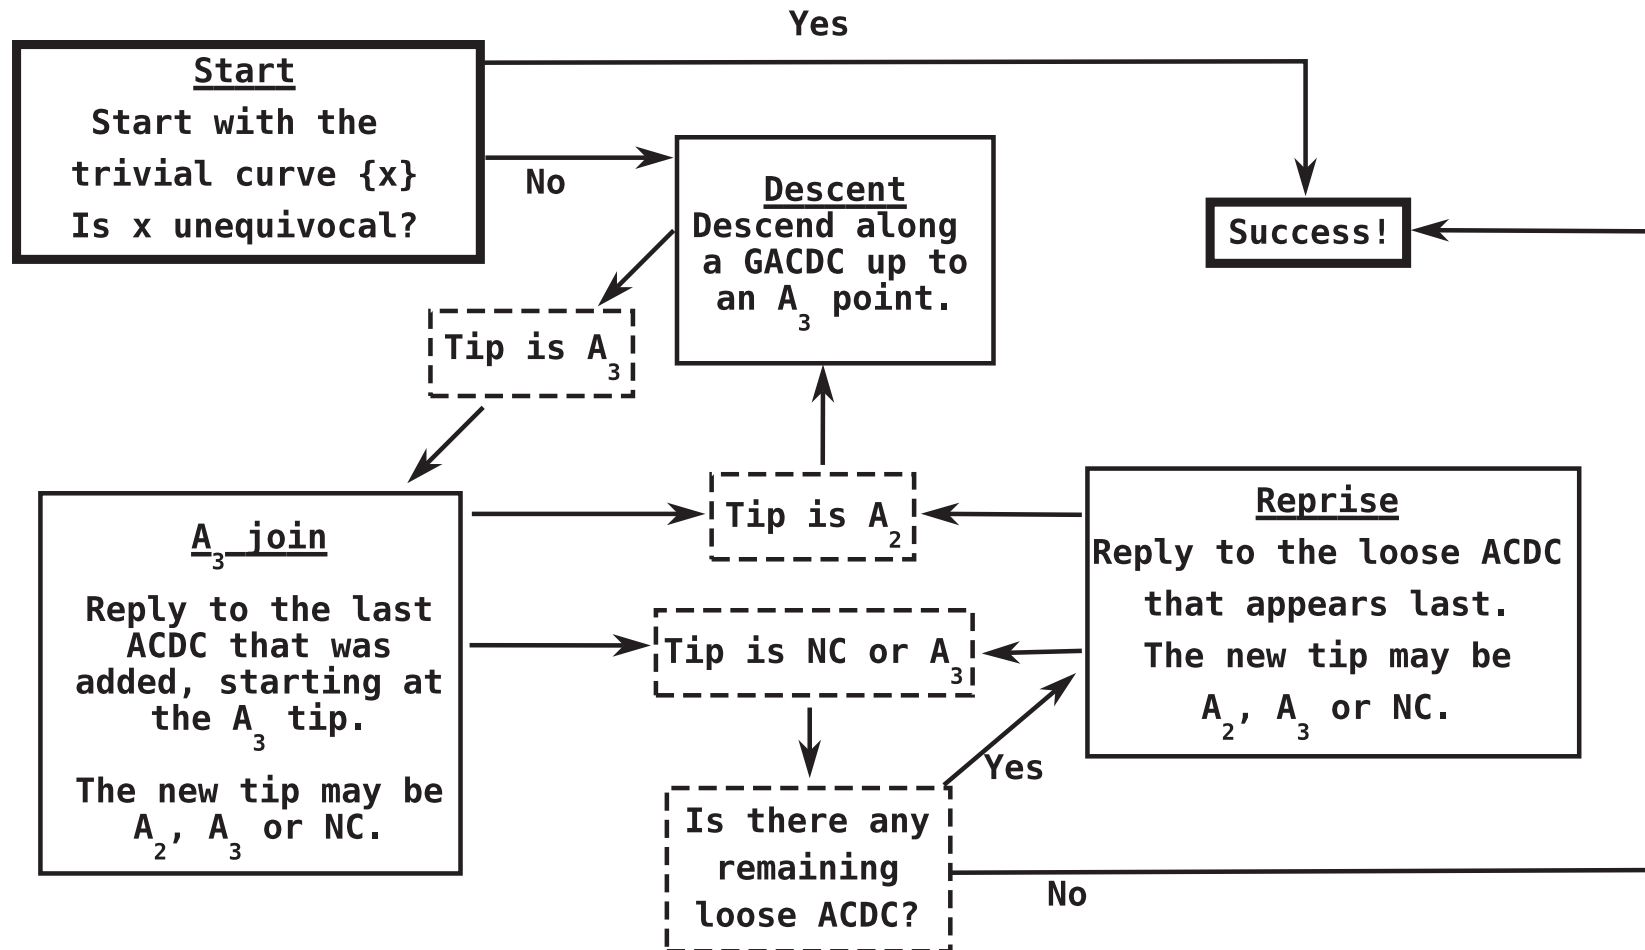 Yes
Start
Start with the
trivial curve {x}
Is x unequivocal?
No
Descent
Descend along
a GACDC up to
an A₃ point.
Success!
Tip is A₃
A₃ join
Reply to the last
ACDC that was
added, starting at
the A₃ tip.
The new tip may be
A₂, A₃ or NC.
Tip is A₂
Tip is NC or A₃
Reprise
Reply to the loose ACDC
that appears last.
The new tip may be
A₂, A₃ or NC.
Yes
Is there any
remaining
loose ACDC?
No